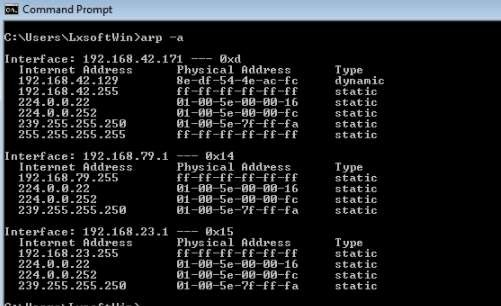 Command Prompt
C:\Users\LxsoftWin>arp -a
Interface: 192.168.42.171 --- 0xd
Internet Address Physical Address Type
192.168.42.129 8e-df-54-4e-ac-fc dynamic
192.168.42.255 ff-ff-ff-ff-ff-ff static
224.0.0.22 01-00-5e-00-00-16 static
224.0.0.252 01-00-5e-00-00-fc static
239.255.255.250 01-00-5e-7f-ff-fa static
255.255.255.255 ff-ff-ff-ff-ff-ff static
Interface: 192.168.79.1 --- 0x14
Internet Address Physical Address Type
192.168.79.255 ff-ff-ff-ff-ff-ff static
224.0.0.22 01-00-5e-00-00-16 static
224.0.0.252 01-00-5e-00-00-fc static
239.255.255.250 01-00-5e-7f-ff-fa static
Interface: 192.168.23.1 --- 0x15
Internet Address Physical Address Type
192.168.23.255 ff-ff-ff-ff-ff-ff static
224.0.0.22 01-00-5e-00-00-16 static
224.0.0.252 01-00-5e-00-00-fc static
239.255.255.250 01-00-5e-7f-ff-fa static